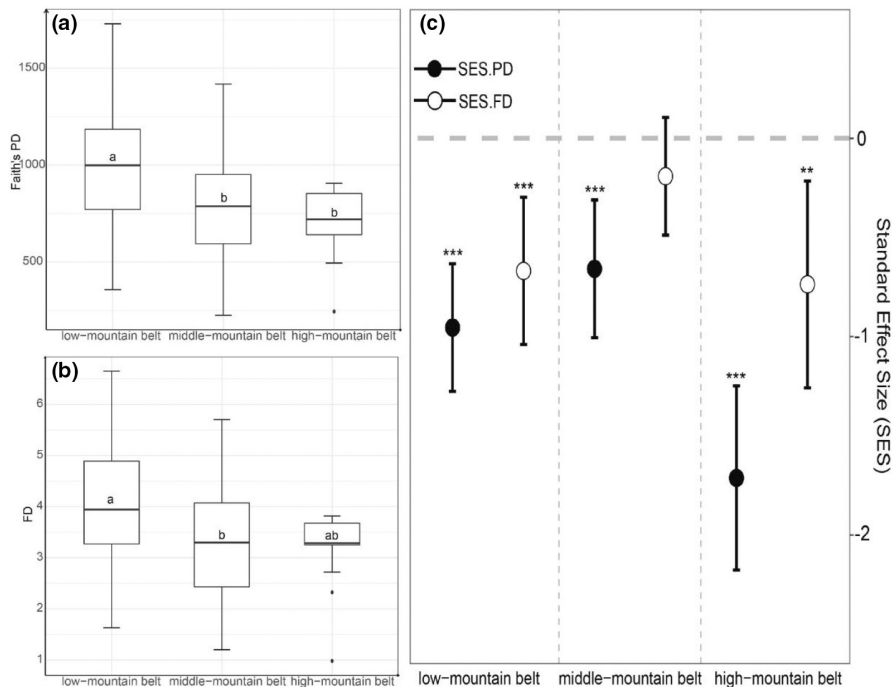 (a)
Faith's PD
1500
1000
500
a
b
b
low-mountain belt middle-mountain belt high-mountain belt
(b)
FD
6
5
4
3
2
1
a
b
ab
low-mountain belt middle-mountain belt high-mountain belt
(c)
SES.PD
SES.FD
***
***
***
***
**
0
-1
-2
Standard Effect Size (SES)
low-mountain belt middle-mountain belt high-mountain belt